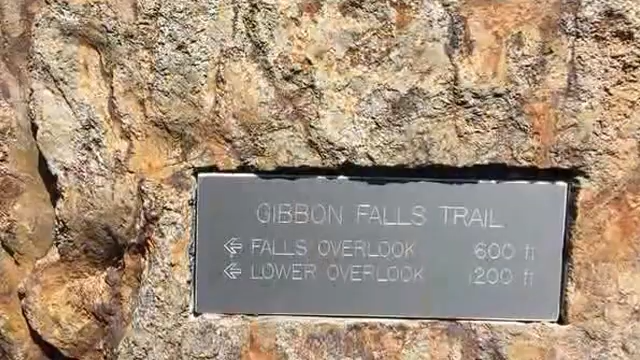 GIBBON FALLS TRAIL
← FALLS OVERLOOK 600 ft
← LOWER OVERLOOK 1200 ft